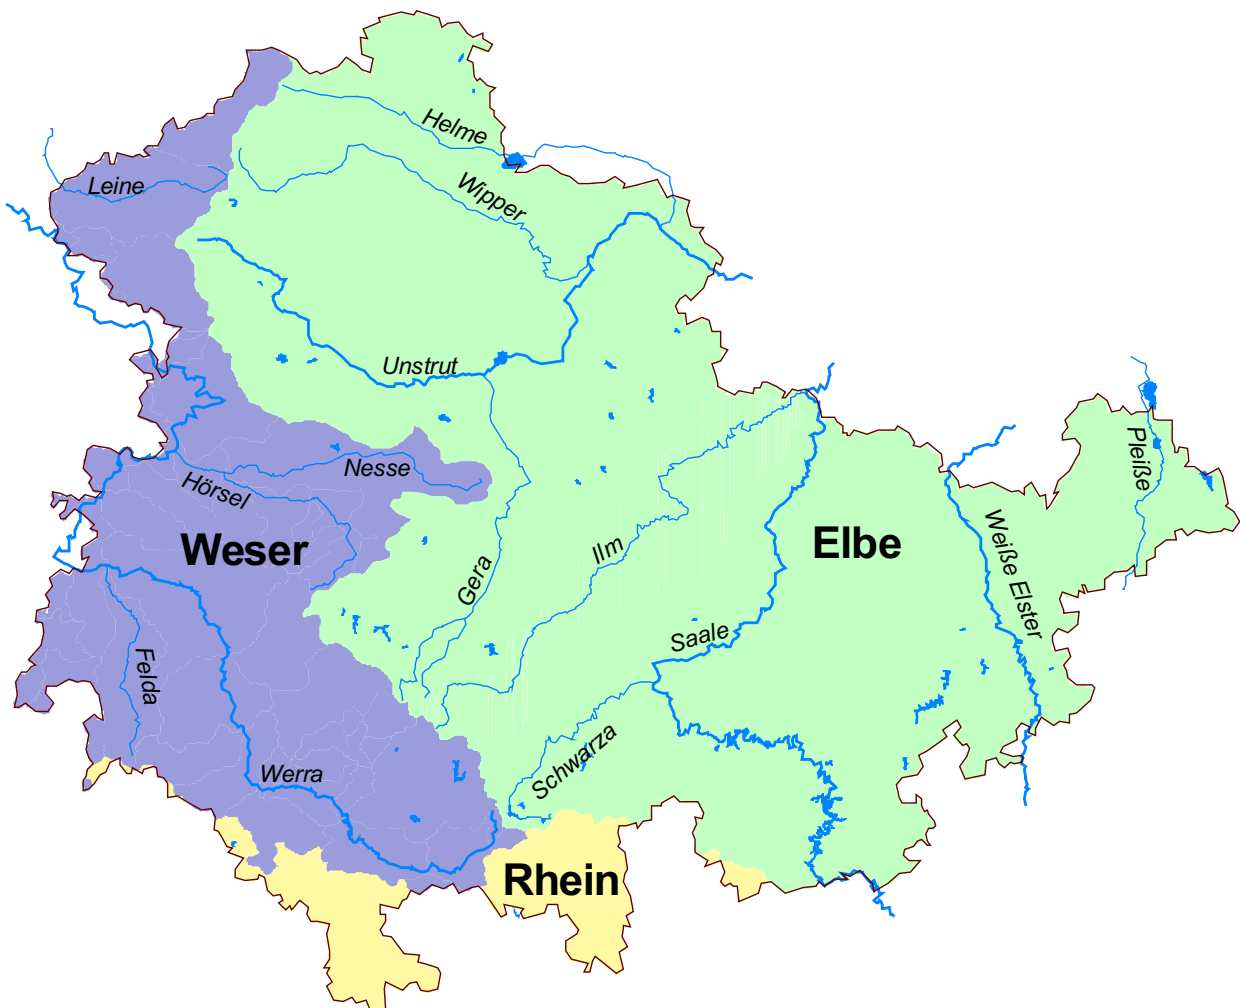 Helme
Leine
Wipper
Unstrut
Pleiße
Nesse
Hörsel
Weser
Elbe
Ilm
Gera
Weiße Elster
Saale
Felda
Schwarza
Werra
Rhein